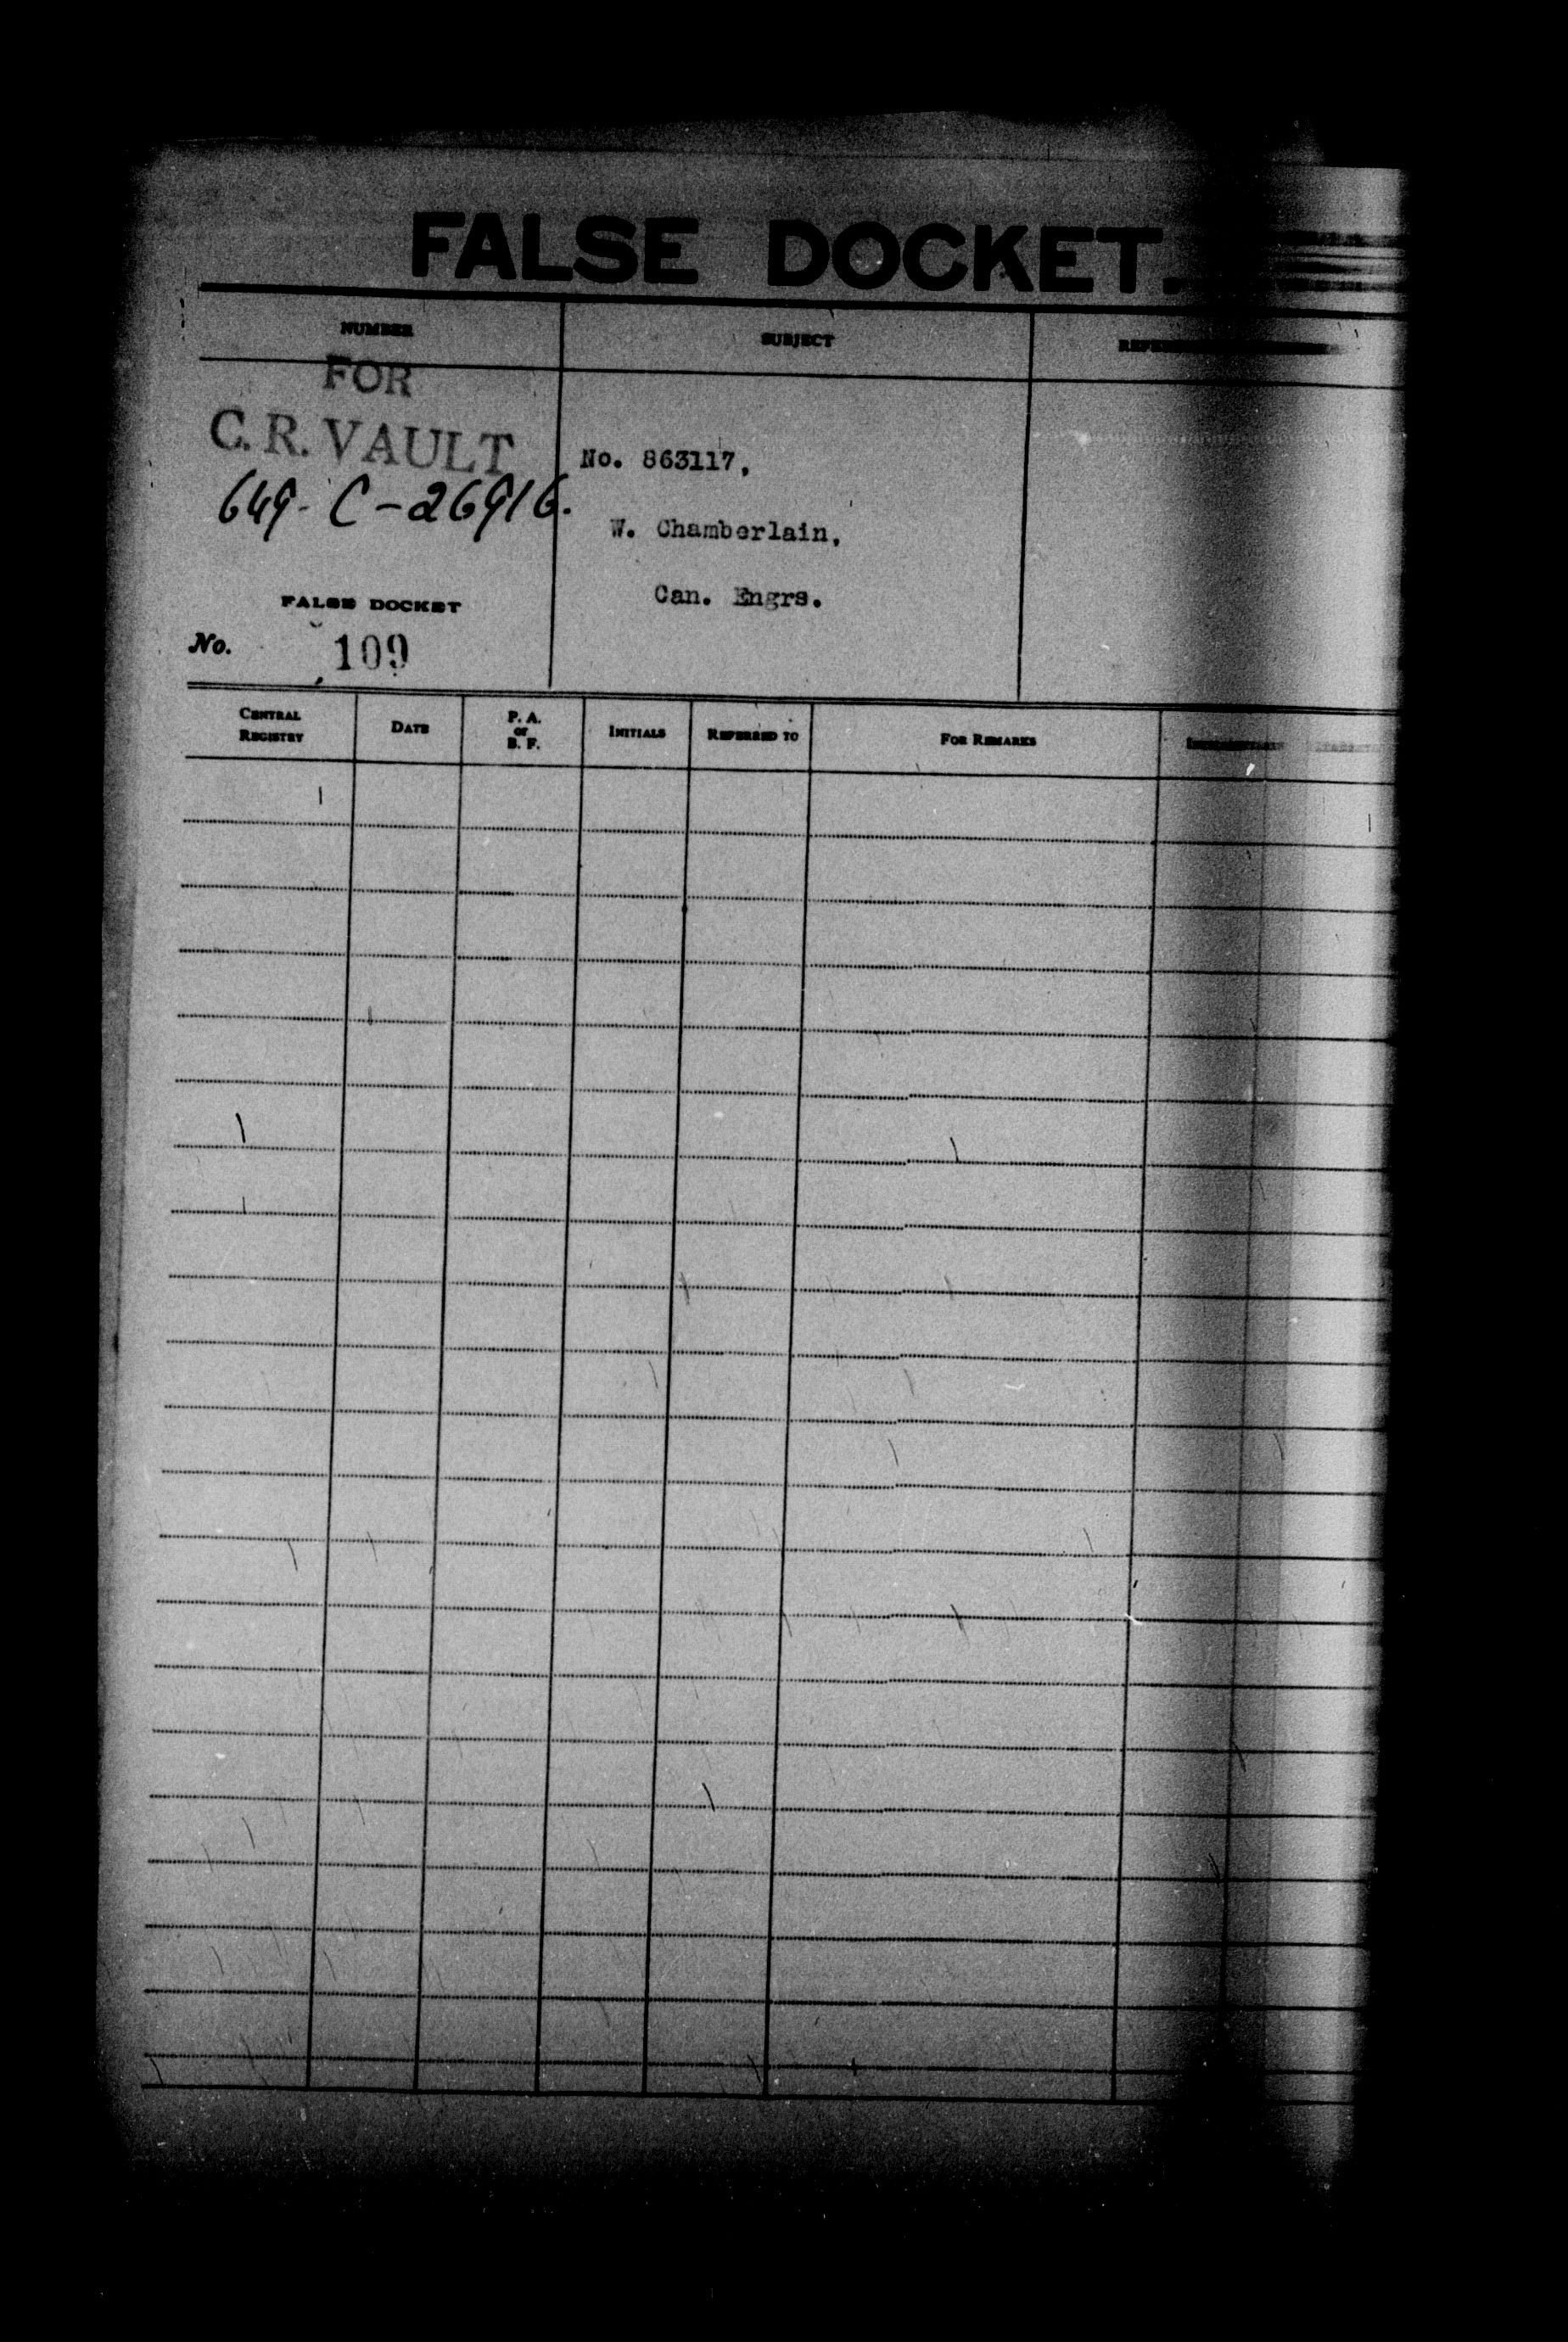 FALSE DOCKET.
NUMBER
SUBJECT
FOR
C. R. VAULT
649-C-26916.
No. 863117,
W. Chamberlain,
Can. Engrs.
FALSE DOCKET
No. 109
CENTRAL REGISTRY
DATE
P. A. or B. F.
INITIALS
REFERRED TO
FOR REMARKS